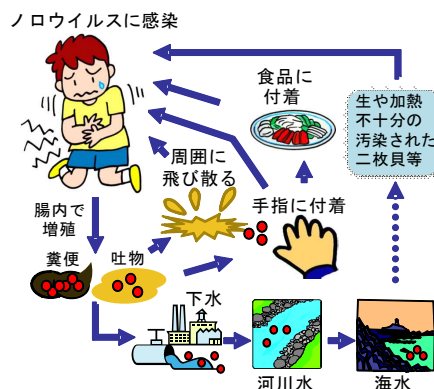 ノロウイルスに感染
食品に
付着
生や加熱
不十分の
汚染された
二枚貝等
周囲に
飛び散る
手指に付着
腸内で
増殖
糞便
吐物
下水
河川水
海水